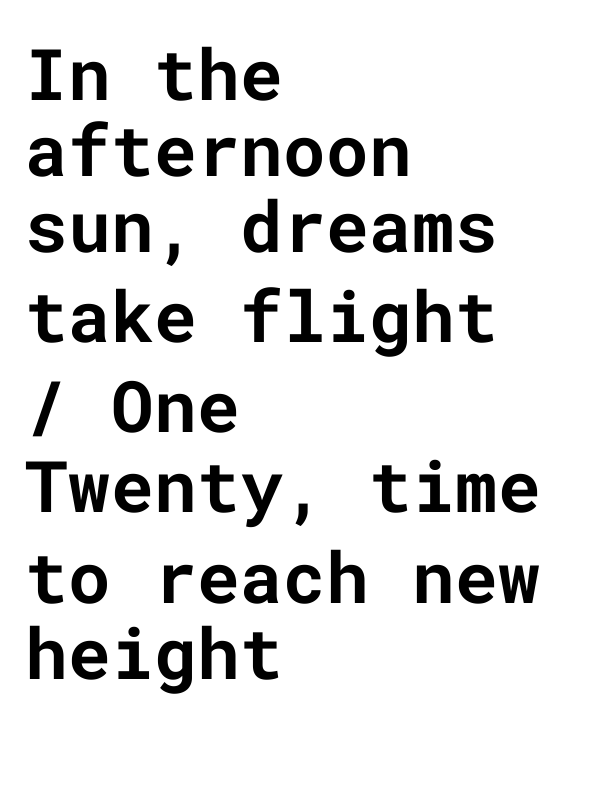 In the
afternoon
sun, dreams
take flight
/ One
Twenty, time
to reach new
height